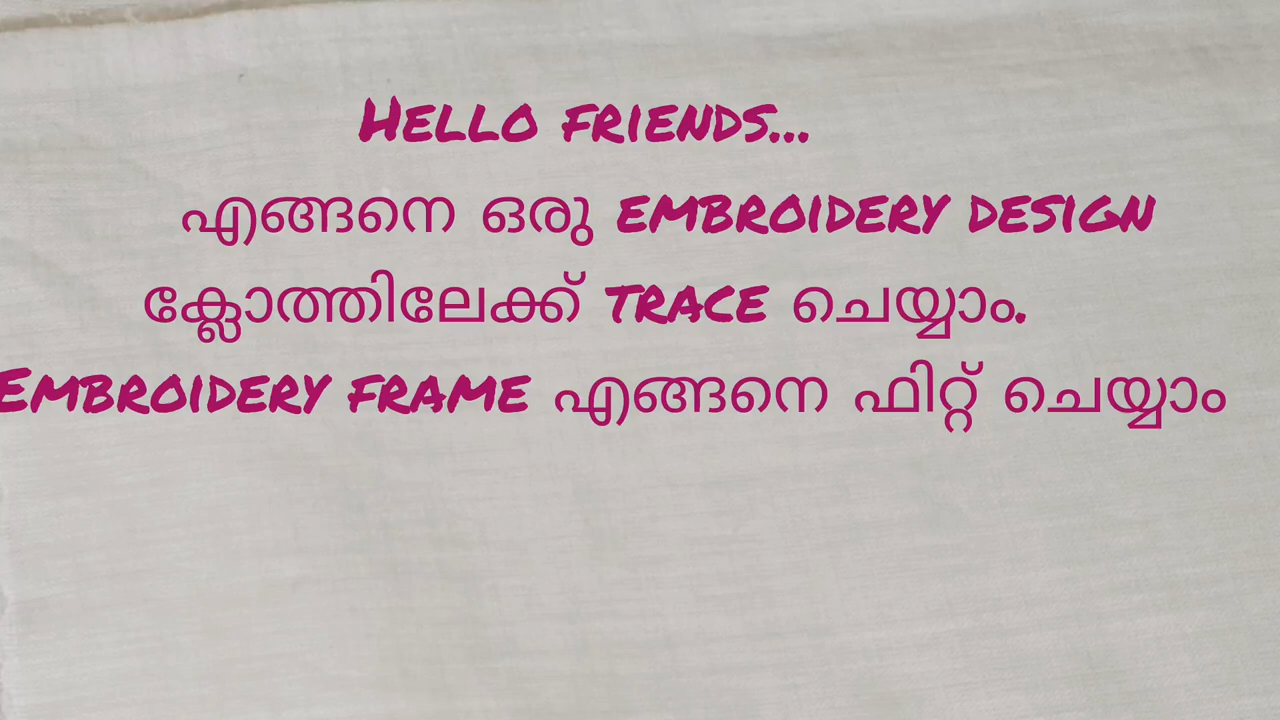 Hello friends...
എങ്ങനെ ഒരു embroidery design
ക്ലോത്തിലേക്ക് trace ചെയ്യാം.
Embroidery frame എങ്ങനെ ഫിറ്റ് ചെയ്യാം